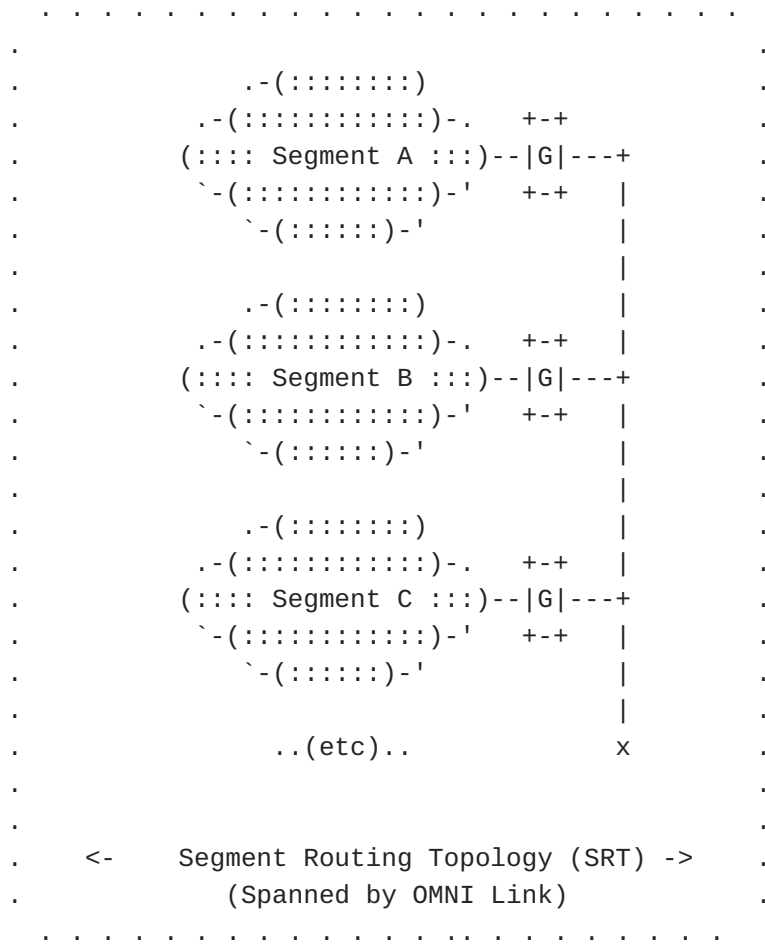 . . . . . . . . . . . . . . . . . . . . . . .
.                                                .
.               .-(::::::::)                     .
.            .-(::::::::::::)-.   +-+            .
.           (:::: Segment A :::)--|G|---+        .
.            `-(::::::::::::)-'   +-+   |        .
.               `-(::::::)-'            |        .
.                                       |        .
.               .-(::::::::)            |        .
.            .-(::::::::::::)-.   +-+   |        .
.           (:::: Segment B :::)--|G|---+        .
.            `-(::::::::::::)-'   +-+   |        .
.               `-(::::::)-'            |        .
.                                       |        .
.               .-(::::::::)            |        .
.            .-(::::::::::::)-.   +-+   |        .
.           (:::: Segment C :::)--|G|---+        .
.            `-(::::::::::::)-'   +-+   |        .
.               `-(::::::)-'            |        .
.                                       |        .
.                 ..(etc)..             x        .
.                                                .
.                                                .
.     <-    Segment Routing Topology (SRT) ->    .
.              (Spanned by OMNI Link)            .
. . . . . . . . . . . . . .. . . . . . . . .